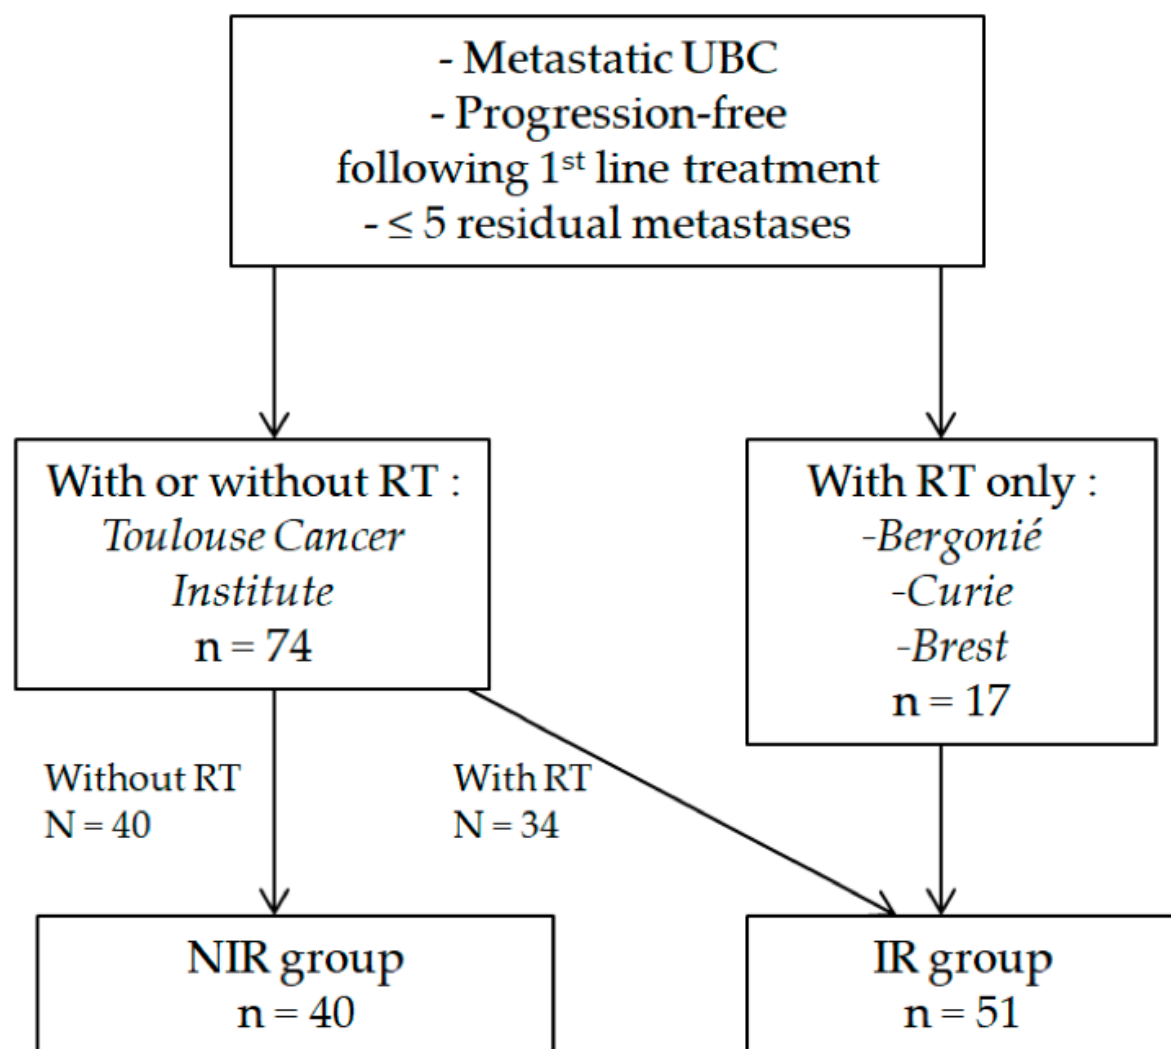 - Metastatic UBC
- Progression-free
following 1st line treatment
- ≤ 5 residual metastases
With or without RT :
Toulouse Cancer
Institute
n = 74
With RT only :
-Bergonié
-Curie
-Brest
n = 17
Without RT
N = 40
With RT
N = 34
NIR group
n = 40
IR group
n = 51